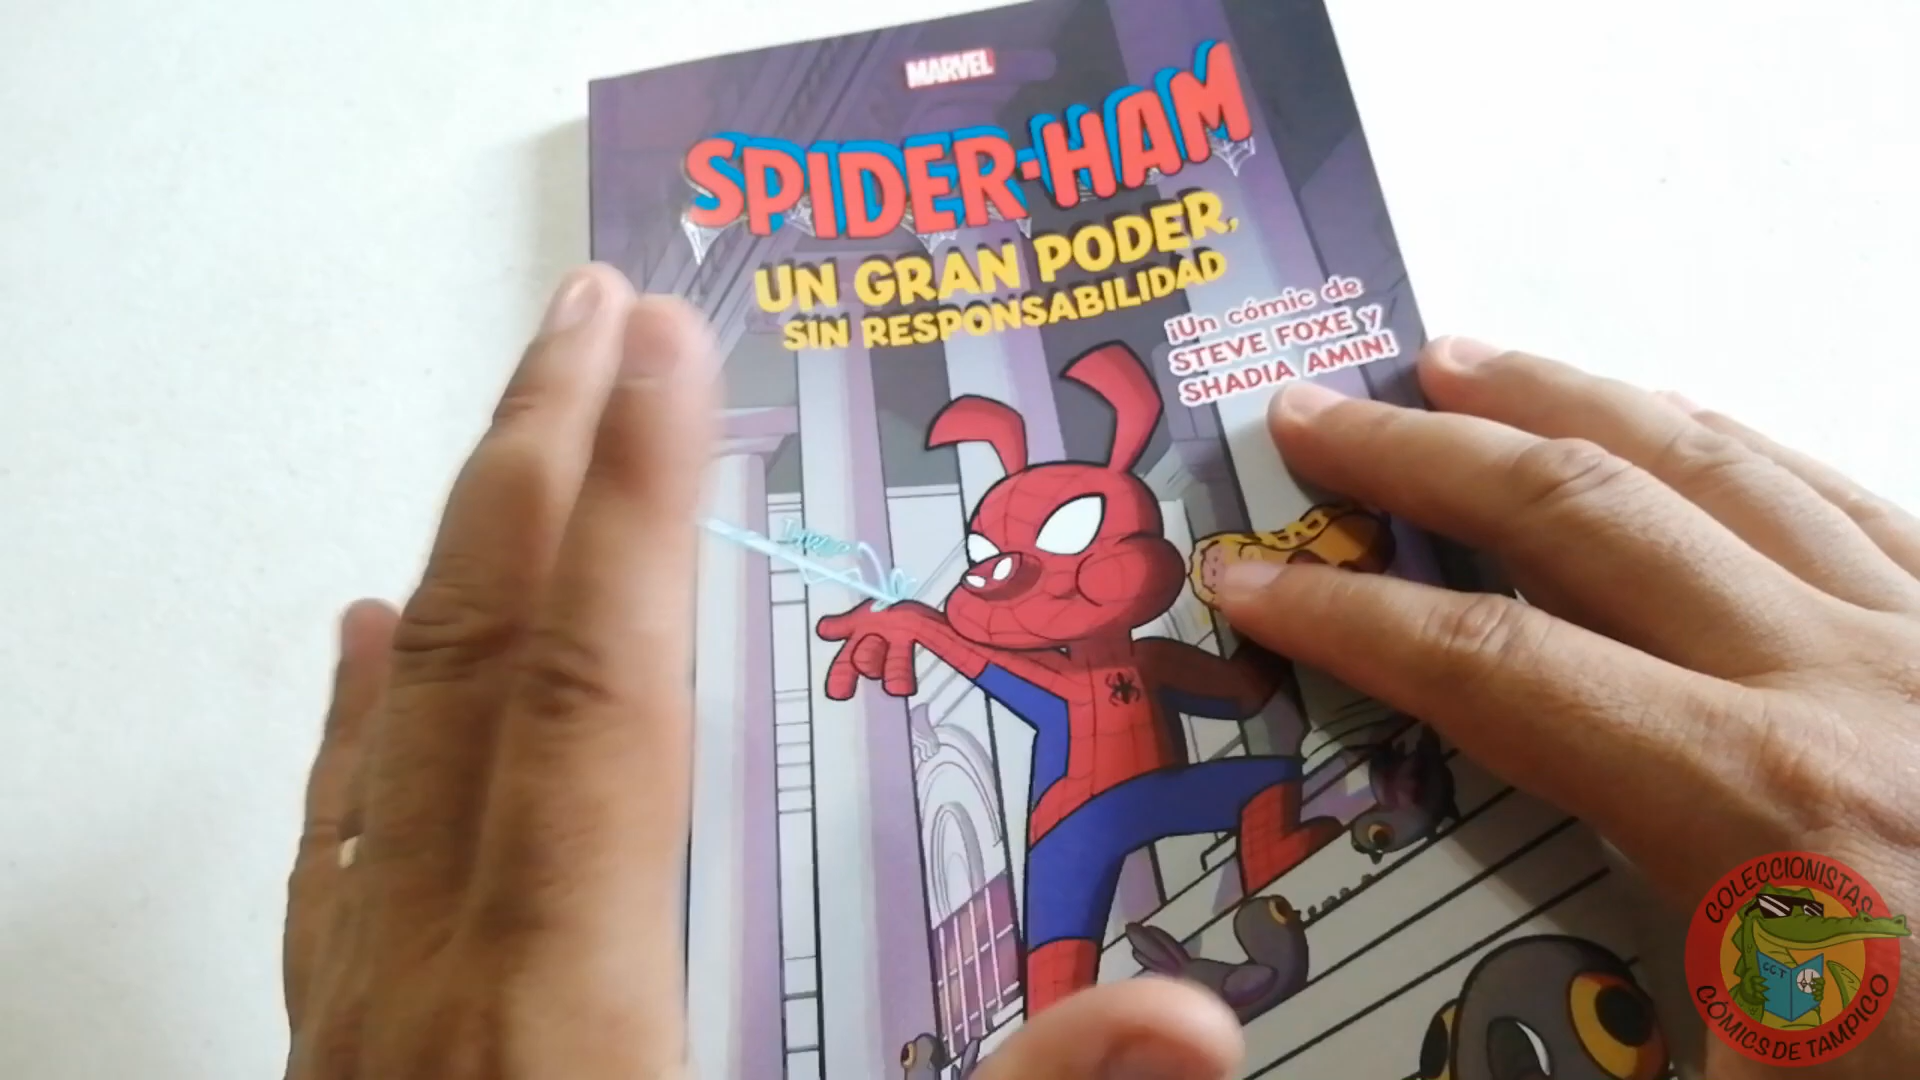 MARVEL
SPIDER-HAM
UN GRAN PODER,
SIN RESPONSABILIDAD
¡Un cómic de
STEVE FOXE y
SHADIA AMIN!
COLECCIONISTAS
CCT
CÓMICS DE TAMPICO